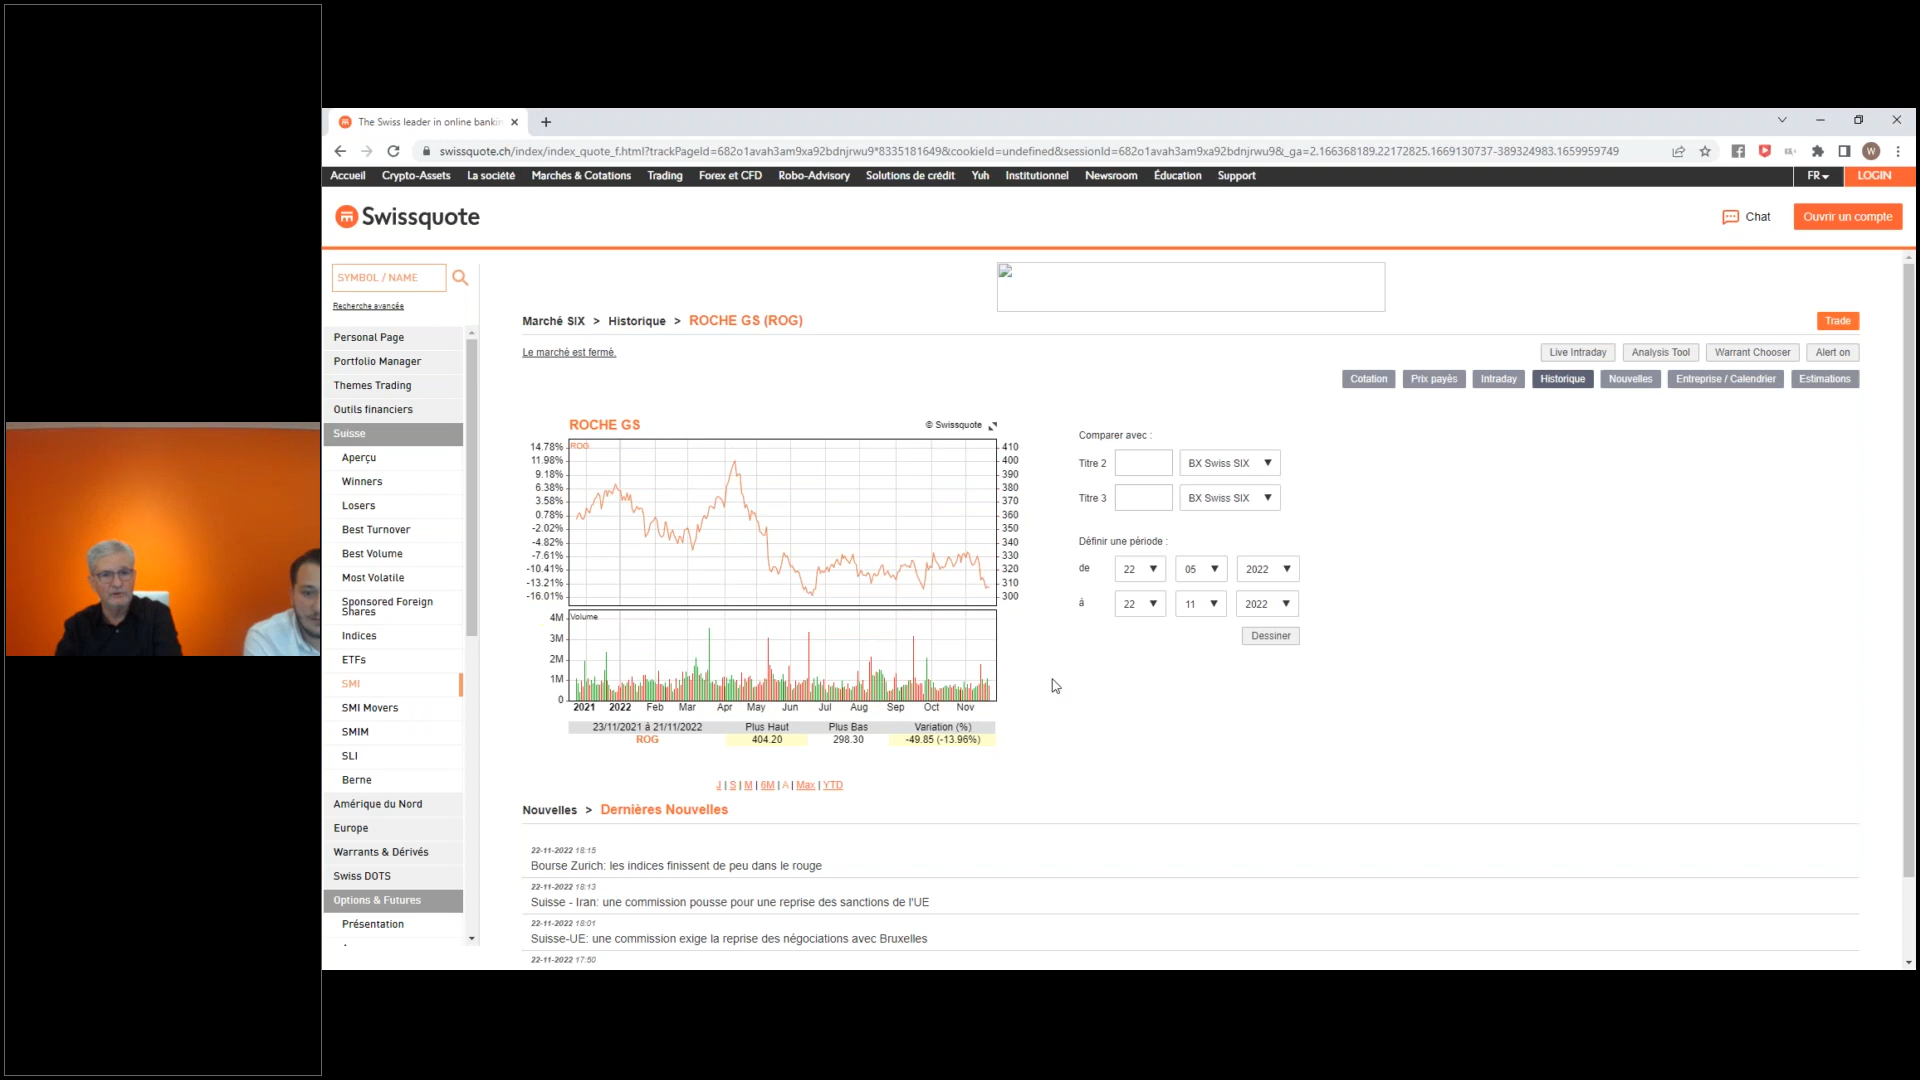 The Swiss leader in online bankin
swissquote.ch/index/index_quote_f.html?trackPageId=682o1avah3am9xa92bdnjrwu9*8335181649&cookieId=undefined&sessionId=682o1avah3am9xa92bdnjrwu9&_ga=2.166368189.22172825.1669130737-389324983.1659959749
W
Accueil Crypto-Assets La société Marchés & Cotations Trading Forex et CFD Robo-Advisory Solutions de crédit Yuh Institutionnel Newsroom Éducation Support FR LOGIN
Swissquote Chat Ouvrir un compte
SYMBOL / NAME
Recherche avancée
Personal Page
Portfolio Manager
Themes Trading
Outils financiers
Suisse
Aperçu
Winners
Losers
Best Turnover
Best Volume
Most Volatile
Sponsored Foreign
Shares
Indices
ETFs
SMI
SMI Movers
SMIM
SLI
Berne
Amérique du Nord
Europe
Warrants & Dérivés
Swiss DOTS
Options & Futures
Présentation
Marché SIX > Historique > ROCHE GS (ROG) Trade
Le marché est fermé. Live Intraday Analysis Tool Warrant Chooser Alert on
Cotation Prix payés Intraday Historique Nouvelles Entreprise / Calendrier Estimations
ROCHE GS © Swissquote
ROG
14.78% 410
11.98% 400
9.18% 390
6.38% 380
3.58% 370
0.78% 360
-2.02% 350
-4.82% 340
-7.61% 330
-10.41% 320
-13.21% 310
-16.01% 300
Volume
4M
3M
2M
1M
0
2021 2022 Feb Mar Apr May Jun Jul Aug Sep Oct Nov
23/11/2021 à 21/11/2022 Plus Haut Plus Bas Variation (%)
ROG 404.20 298.30 -49.85 (-13.96%)
J | S | M | 6M | A | Max | YTD
Comparer avec :
Titre 2 BX Swiss SIX
Titre 3 BX Swiss SIX
Définir une période :
de 22 05 2022
à 22 11 2022
Dessiner
Nouvelles > Dernières Nouvelles
22-11-2022 18:15
Bourse Zurich: les indices finissent de peu dans le rouge
22-11-2022 18:13
Suisse - Iran: une commission pousse pour une reprise des sanctions de l'UE
22-11-2022 18:01
Suisse-UE: une commission exige la reprise des négociations avec Bruxelles
22-11-2022 17:50